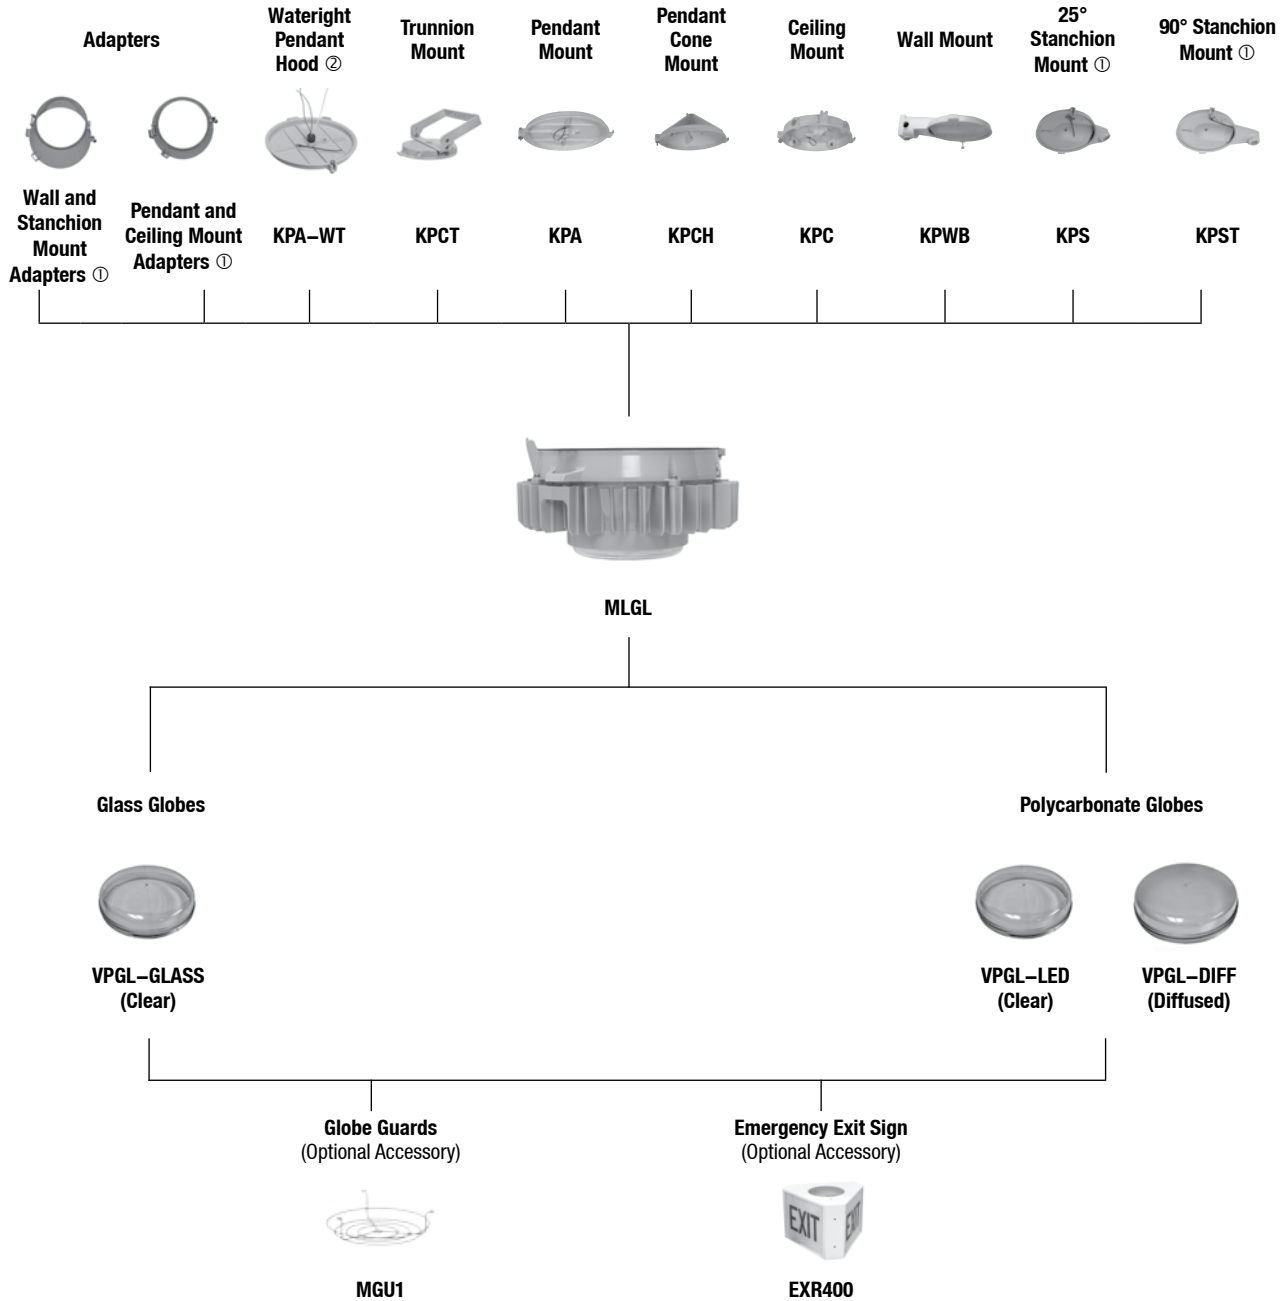 Adapters
Wateright
Pendant
Hood ②
Trunnion
Mount
Pendant
Mount
Pendant
Cone
Mount
Ceiling
Mount
Wall Mount
25°
Stanchion
Mount ①
90° Stanchion
Mount ①
Wall and
Stanchion
Mount
Adapters ①
Pendant and
Ceiling Mount
Adapters ①
KPA–WT
KPCT
KPA
KPCH
KPC
KPWB
KPS
KPST
MLGL
Glass Globes
Polycarbonate Globes
VPGL–GLASS
(Clear)
VPGL–LED
(Clear)
VPGL–DIFF
(Diffused)
Globe Guards
(Optional Accessory)
Emergency Exit Sign
(Optional Accessory)
EXIT
EXIT
MGU1
EXR400